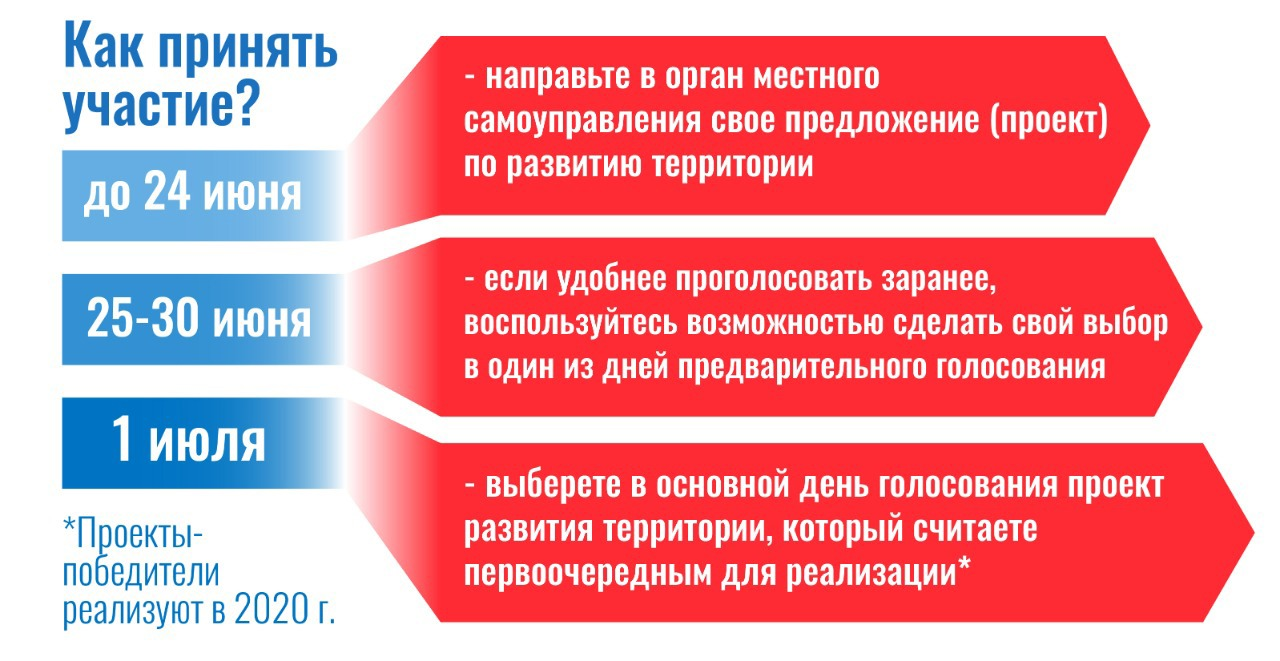 Как принять
участие?
до 24 июня
- направьте в орган местного
самоуправления свое предложение (проект)
по развитию территории
25-30 июня
- если удобнее проголосовать заранее,
воспользуйтесь возможностью сделать свой выбор
в один из дней предварительного голосования
1 июля
- выберете в основной день голосования проект
развития территории, который считаете
первоочередным для реализации*
*Проекты-
победители
реализуют в 2020 г.